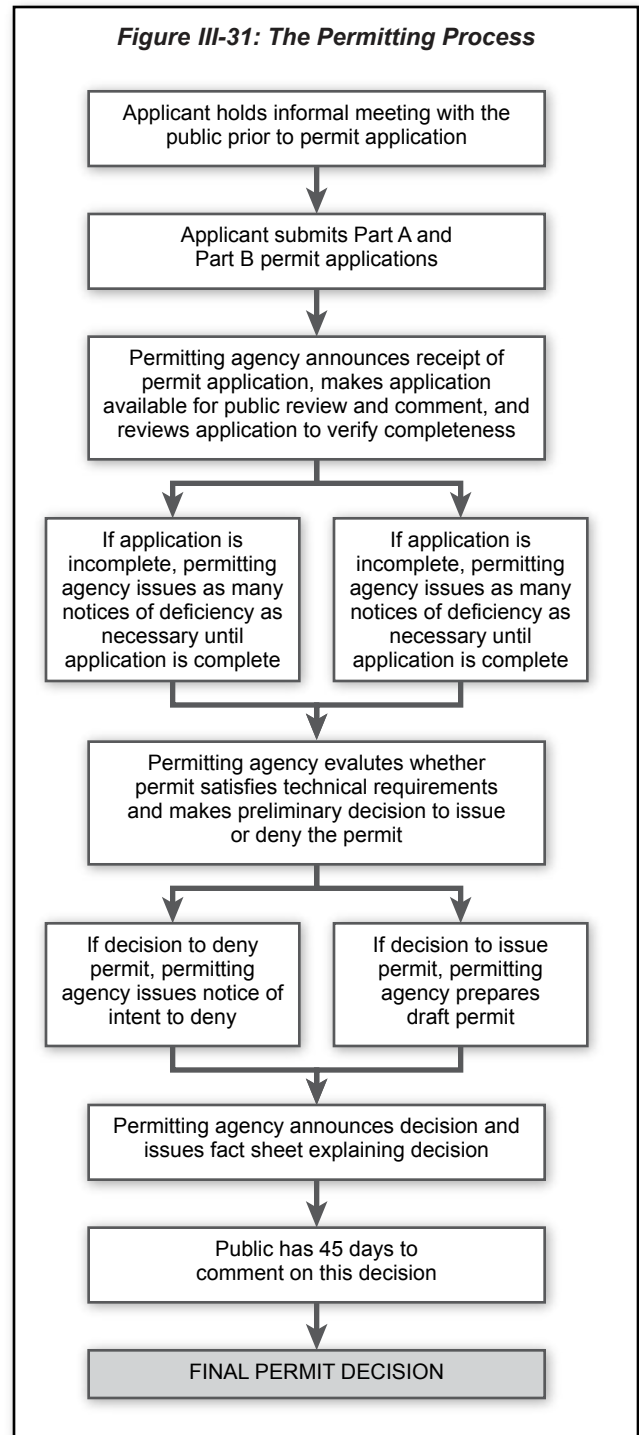 Figure III-31: The Permitting Process
Applicant holds informal meeting with the
public prior to permit application
Applicant submits Part A and
Part B permit applications
Permitting agency announces receipt of
permit application, makes application
available for public review and comment, and
reviews application to verify completeness
If application is
incomplete, permitting
agency issues as many
notices of deficiency as
necessary until
application is complete
If application is
incomplete, permitting
agency issues as many
notices of deficiency as
necessary until
application is complete
Permitting agency evalutes whether
permit satisfies technical requirements
and makes preliminary decision to issue
or deny the permit
If decision to deny
permit, permitting
agency issues notice of
intent to deny
If decision to issue
permit, permitting
agency prepares
draft permit
Permitting agency announces decision and
issues fact sheet explaining decision
Public has 45 days to
comment on this decision
FINAL PERMIT DECISION